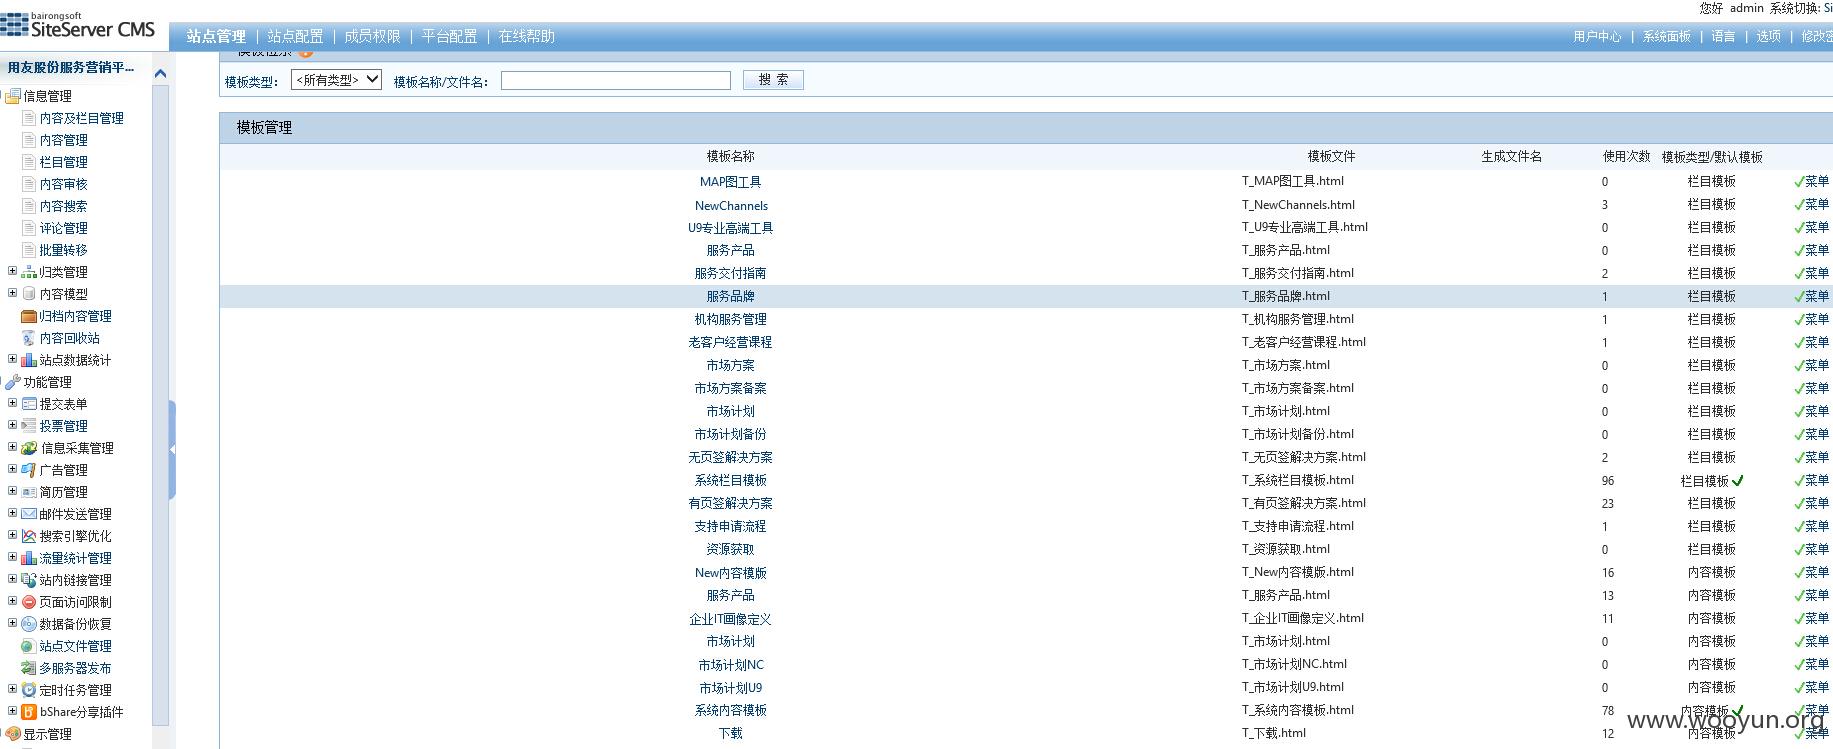 bairongsoft
SiteServer CMS
您好 admin 系统切换: Si
站点管理 | 站点配置 | 成员权限 | 平台配置 | 在线帮助
用户中心 | 系统面板 | 语言 | 选项 | 修改密
用友股份服务营销平...
信息管理
内容及栏目管理
内容管理
栏目管理
内容审核
内容搜索
评论管理
批量转移
归类管理
内容模型
归档内容管理
内容回收站
站点数据统计
功能管理
提交表单
投票管理
信息采集管理
广告管理
简历管理
邮件发送管理
搜索引擎优化
流量统计管理
站内链接管理
页面访问限制
数据备份恢复
站点文件管理
多服务器发布
定时任务管理
bShare分享插件
显示管理
模板类型: <所有类型> 模板名称/文件名: 搜 索
模板管理
模板名称 模板文件 生成文件名 使用次数 模板类型/默认模板
MAP图工具 T_MAP图工具.html 0 栏目模板 菜单
NewChannels T_NewChannels.html 3 栏目模板 菜单
U9专业高端工具 T_U9专业高端工具.html 0 栏目模板 菜单
服务产品 T_服务产品.html 0 栏目模板 菜单
服务交付指南 T_服务交付指南.html 2 栏目模板 菜单
服务品牌 T_服务品牌.html 1 栏目模板 菜单
机构服务管理 T_机构服务管理.html 1 栏目模板 菜单
老客户经营课程 T_老客户经营课程.html 1 栏目模板 菜单
市场方案 T_市场方案.html 0 栏目模板 菜单
市场方案备案 T_市场方案备案.html 0 栏目模板 菜单
市场计划 T_市场计划.html 0 栏目模板 菜单
市场计划备份 T_市场计划备份.html 0 栏目模板 菜单
无页签解决方案 T_无页签解决方案.html 2 栏目模板 菜单
系统栏目模板 T_系统栏目模板.html 96 栏目模板 菜单
有页签解决方案 T_有页签解决方案.html 23 栏目模板 菜单
支持申请流程 T_支持申请流程.html 1 栏目模板 菜单
资源获取 T_资源获取.html 0 栏目模板 菜单
New内容模版 T_New内容模版.html 16 内容模板 菜单
服务产品 T_服务产品.html 13 内容模板 菜单
企业IT画像定义 T_企业IT画像定义.html 11 内容模板 菜单
市场计划 T_市场计划.html 0 内容模板 菜单
市场计划NC T_市场计划NC.html 0 内容模板 菜单
市场计划U9 T_市场计划U9.html 0 内容模板 菜单
系统内容模板 T_系统内容模板.html 78 内容模板 菜单
下载 T_下载.html 12 内容模板 菜单
www.wooyun.org